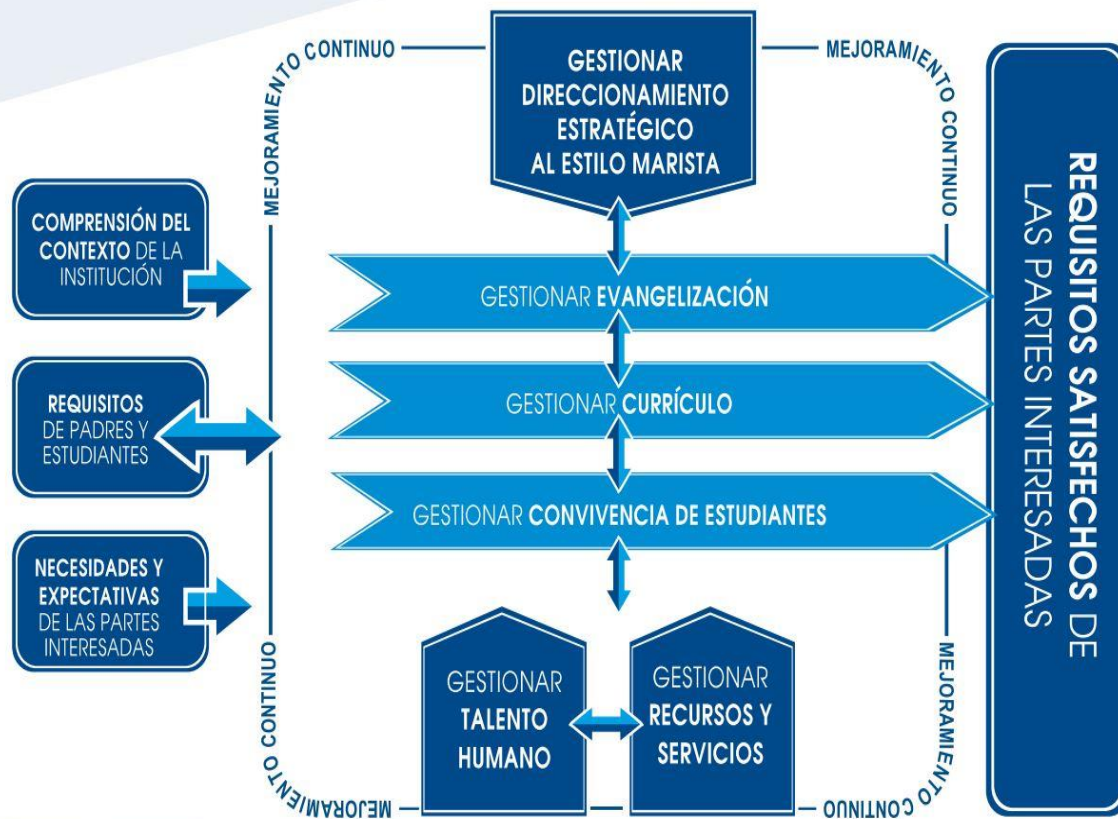 MEJORAMIENTO CONTINUO
MEJORAMIENTO CONTINUO
GESTIONAR
DIRECCIONAMIENTO
ESTRATÉGICO
AL ESTILO MARISTA
COMPRENSIÓN DEL
CONTEXTO DE LA
INSTITUCIÓN
REQUISITOS
DE PADRES Y
ESTUDIANTES
NECESIDADES Y
EXPECTATIVAS
DE LAS PARTES
INTERESADAS
GESTIONAR EVANGELIZACIÓN
GESTIONAR CURRÍCULO
GESTIONAR CONVIVENCIA DE ESTUDIANTES
GESTIONAR
TALENTO
HUMANO
GESTIONAR
RECURSOS Y
SERVICIOS
MEJORAMIENTO CONTINUO
MEJORAMIENTO CONTINUO
REQUISITOS SATISFECHOS DE
LAS PARTES INTERESADAS